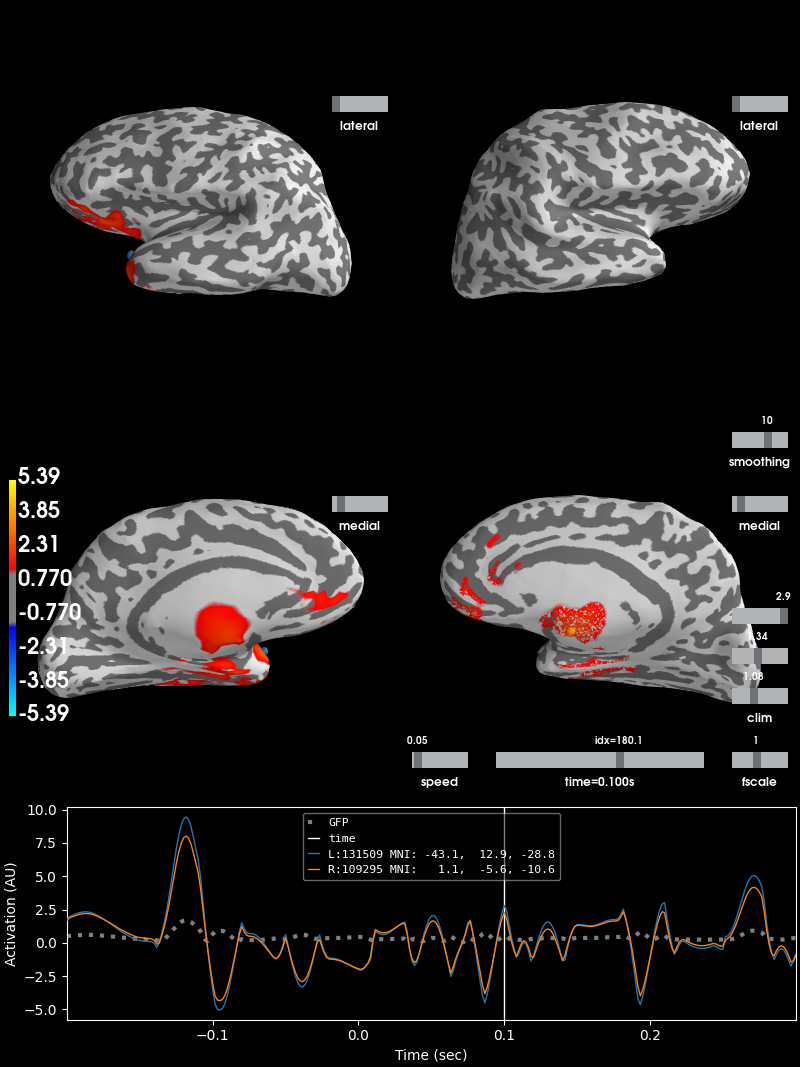 lateral
lateral
10
smoothing
5.39
3.85
2.31
0.770
-0.770
-2.31
-3.85
-5.39
medial
medial
2.9
1.08
clim
0.05
speed
idx=180.1
time=0.100s
1
fscale
10.0
7.5
5.0
2.5
0.0
−2.5
−5.0
Activation (AU)
GFP
time
L:131509 MNI: -43.1,  12.9, -28.8
R:109295 MNI:   1.1,  -5.6, -10.6
−0.1
0.0
0.1
0.2
Time (sec)